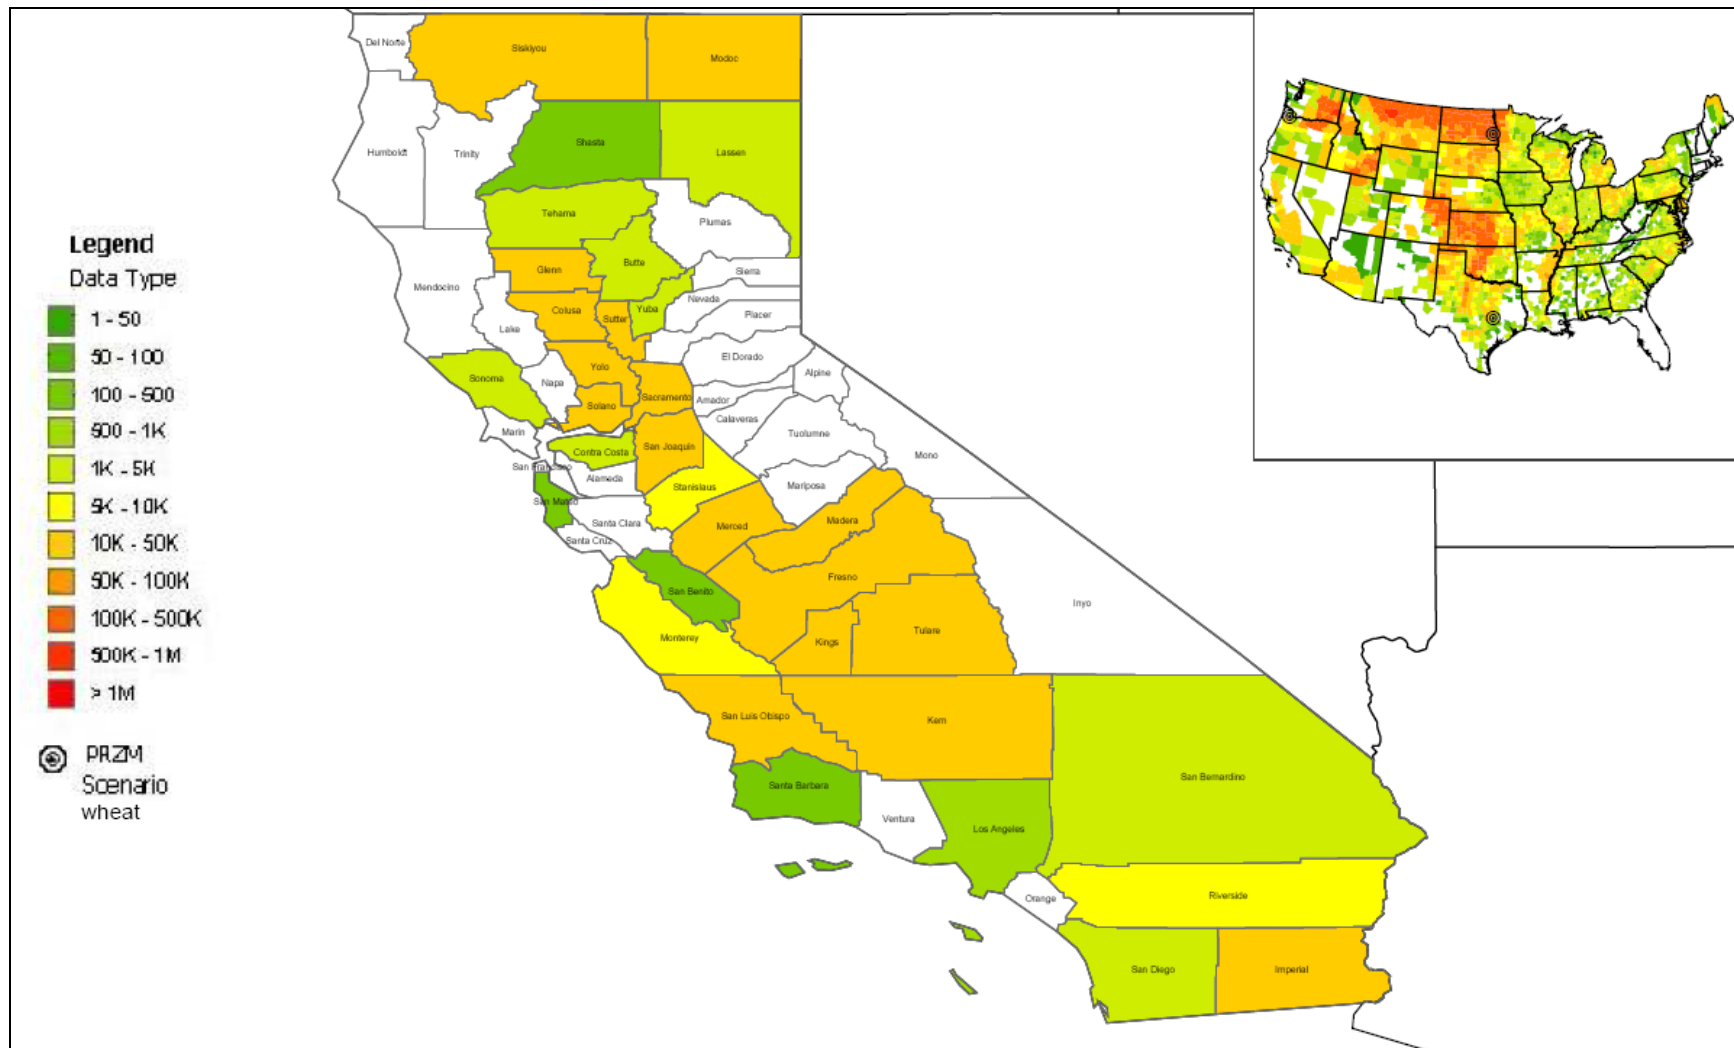 Del Norte
Siskiyou
Modoc
Humboldt
Trinity
Shasta
Lassen
Tehama
Plumas
Glenn
Butte
Sierra
Mendocino
Nevada
Colusa
Sutter
Yuba
Placer
Lake
El Dorado
Yolo
Alpine
Sonoma
Napa
Sacramento
Amador
Solano
Calaveras
Marin
Tuolumne
San Joaquin
Contra Costa
Mono
San Francisco
Alameda
Mariposa
Stanislaus
San Mateo
Santa Clara
Merced
Madera
Santa Cruz
Fresno
San Benito
Inyo
Monterey
Kings
Tulare
San Luis Obispo
Kern
San Bernardino
Santa Barbara
Ventura
Los Angeles
Orange
Riverside
San Diego
Imperial
Legend
Data Type
1 - 50
50 - 100
100 - 500
500 - 1K
1K - 5K
5K - 10K
10K - 50K
50K - 100K
100K - 500K
500K - 1M
> 1M
PRZM
Scenario
wheat